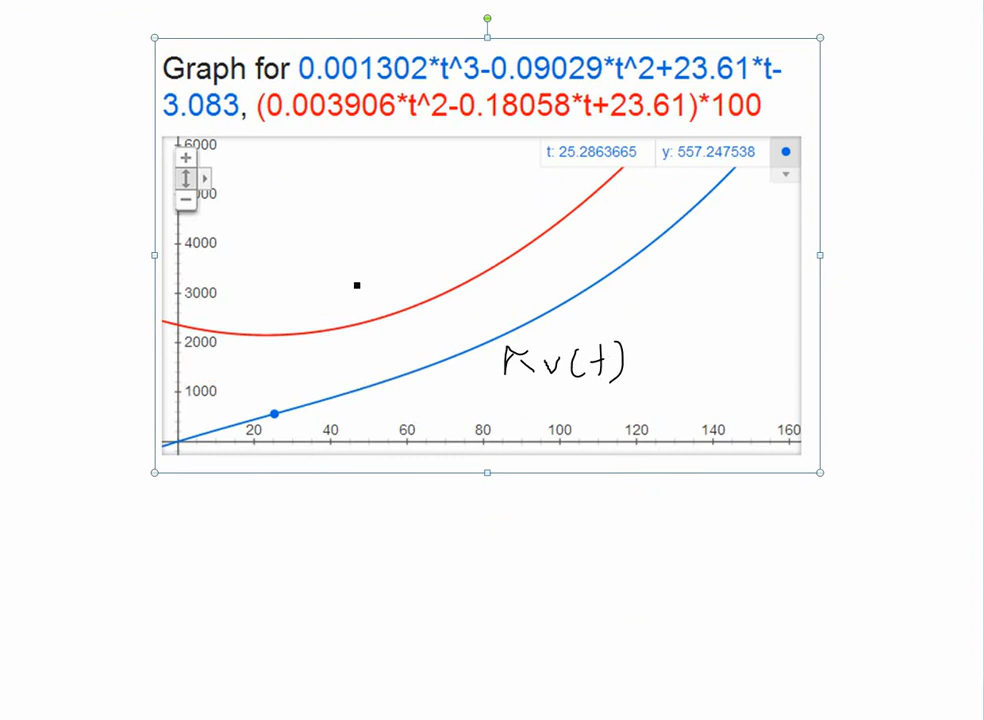 Graph for 0.001302*t^3-0.09029*t^2+23.61*t-
3.083, (0.003906*t^2-0.18058*t+23.61)*100
6000
t: 25.2863665 y: 557.247538
4000
3000
2000
v(t)
1000
20 40 60 80 100 120 140 160